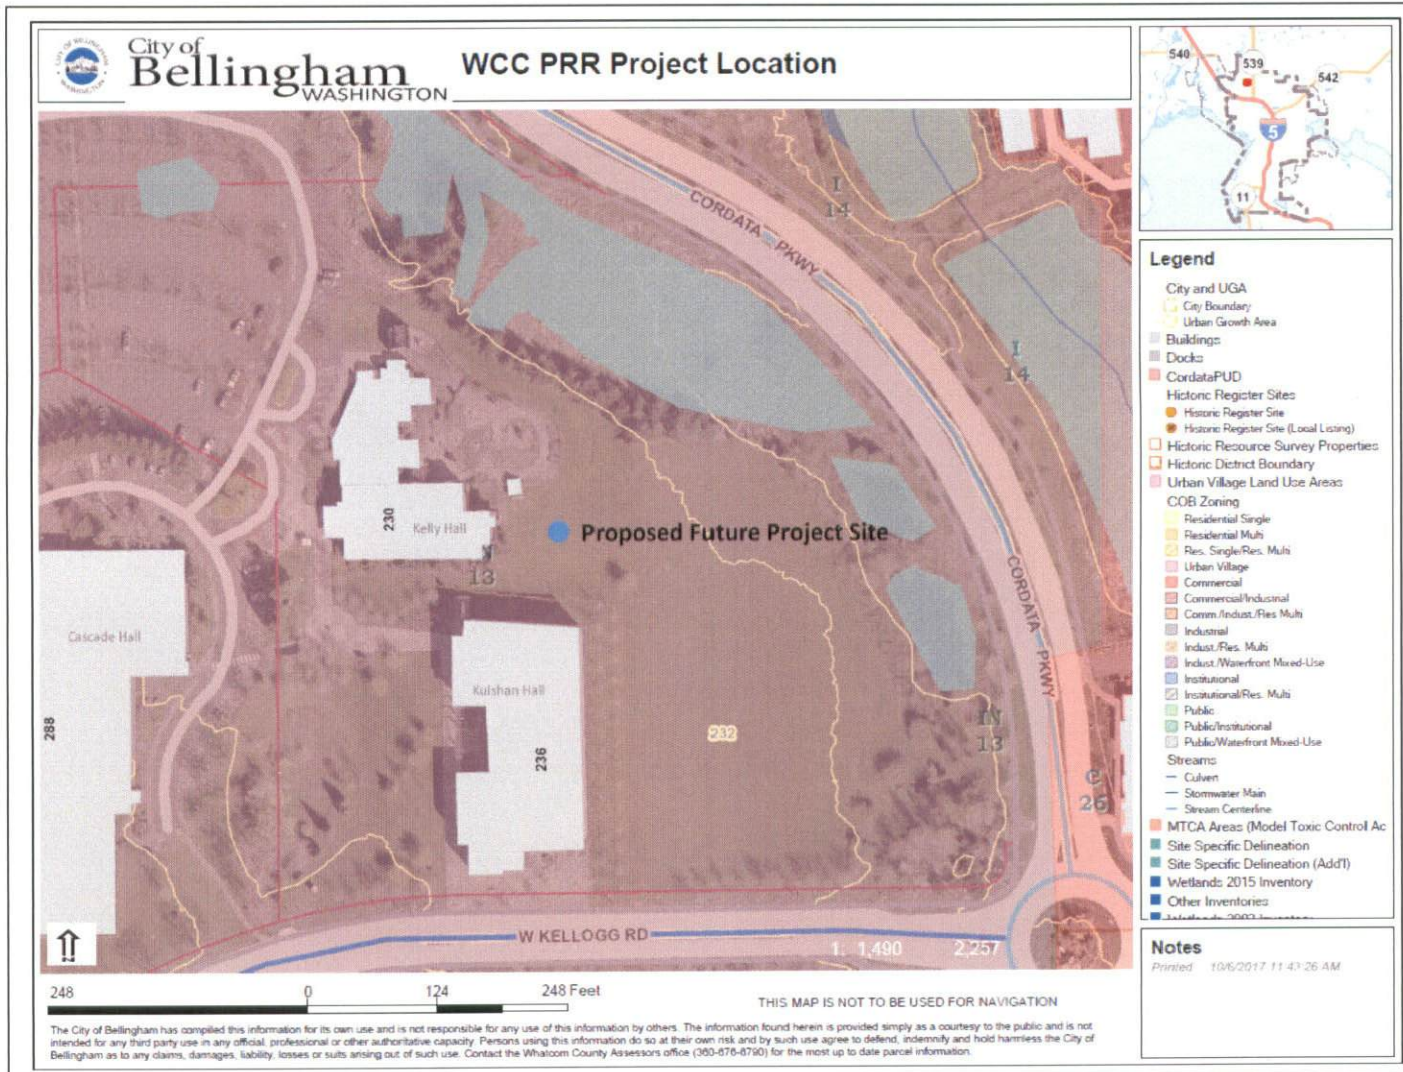 City of
Bellingham
WASHINGTON
CITY OF BELLINGHAM
WASHINGTON
WCC PRR Project Location
540
539
542
5
11
CORDATA PKWY
I
14
I
14
230
Kelly Hall
Proposed Future Project Site
N
13
Cascade Hall
288
Kulshan Hall
236
232
CORDATA PKWY
IN
13
C
26
W KELLOGG RD
1: 1,490
2,257
Legend
City and UGA
City Boundary
Urban Growth Area
Buildings
Docks
CordataPUD
Historic Register Sites
Historic Register Site
Historic Register Site (Local Listing)
Historic Resource Survey Properties
Historic District Boundary
Urban Village Land Use Areas
COB Zoning
Residential Single
Residential Multi
Res. Single/Res. Multi
Urban Village
Commercial
Commercial/Industrial
Comm./Indust./Res Multi
Industrial
Indust./Res. Multi
Indust./Waterfront Mixed-Use
Institutional
Institutional/Res. Multi
Public
Public/Institutional
Public/Waterfront Mixed-Use
Streams
Culvert
Stormwater Main
Stream Centerline
MTCA Areas (Model Toxic Control Ac
Site Specific Delineation
Site Specific Delineation (Add'l)
Wetlands 2015 Inventory
Other Inventories
Notes
Printed 10/6/2017 11:43:26 AM
248 0 124 248 Feet
THIS MAP IS NOT TO BE USED FOR NAVIGATION
The City of Bellingham has compiled this information for its own use and is not responsible for any use of this information by others. The information found herein is provided simply as a courtesy to the public and is not
intended for any third party use in any official, professional or other authoritative capacity. Persons using this information do so at their own risk and by such use agree to defend, indemnify and hold harmless the City of
Bellingham as to any claims, damages, liability, losses or suits arising out of such use. Contact the Whatcom County Assessors office (360-676-6790) for the most up to date parcel information.